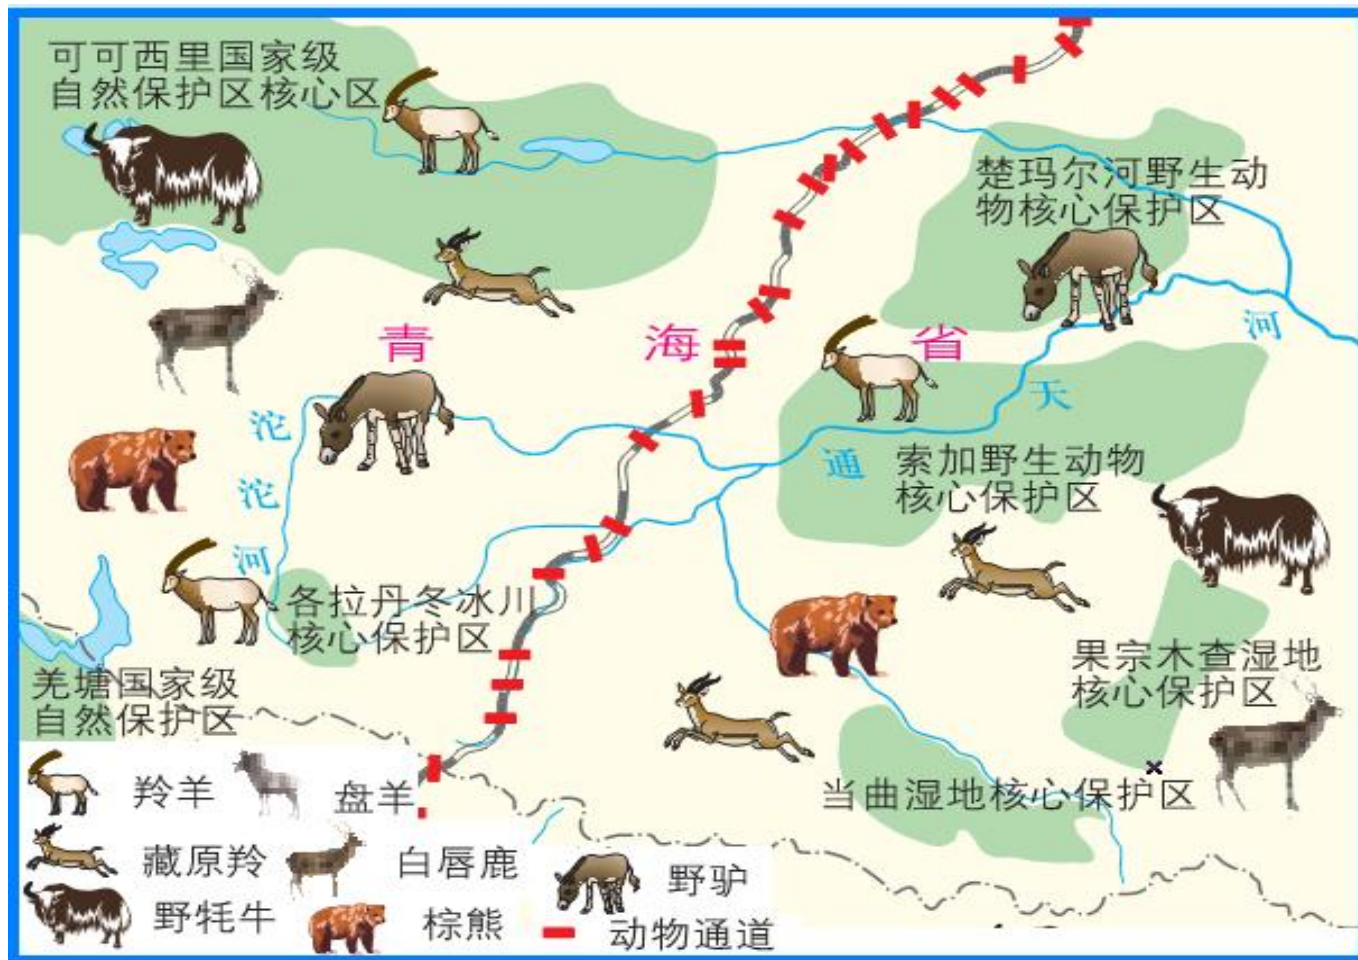 可可西里国家级
自然保护区核心区
楚玛尔河野生动
物核心保护区
青海省
沱沱河
通天河
索加野生动物
核心保护区
各拉丹冬冰川
核心保护区
羌塘国家级
自然保护区
果宗木查湿地
核心保护区
当曲湿地核心保护区
羚羊
盘羊
藏原羚
白唇鹿
野驴
野牦牛
棕熊
动物通道